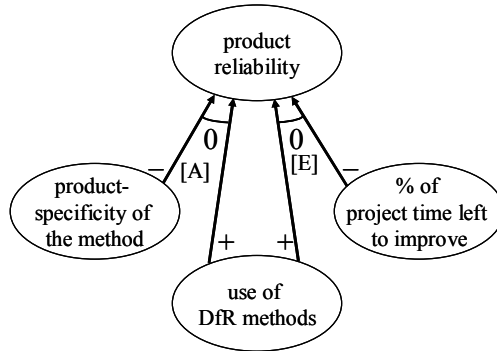 product
reliability
0
0
[A]
[E]
–
–
product-
specificity of
the method
% of
project time left
to improve
+
+
use of
DfR methods